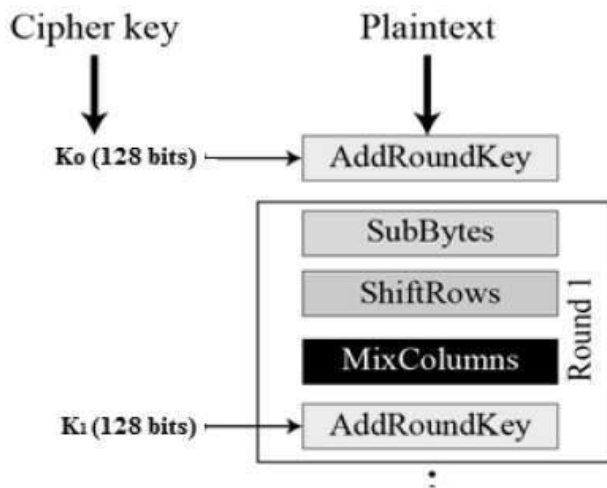 Cipher key
Plaintext
K₀ (128 bits)
AddRoundKey
SubBytes
ShiftRows
MixColumns
Round 1
K₁ (128 bits)
AddRoundKey
⋮